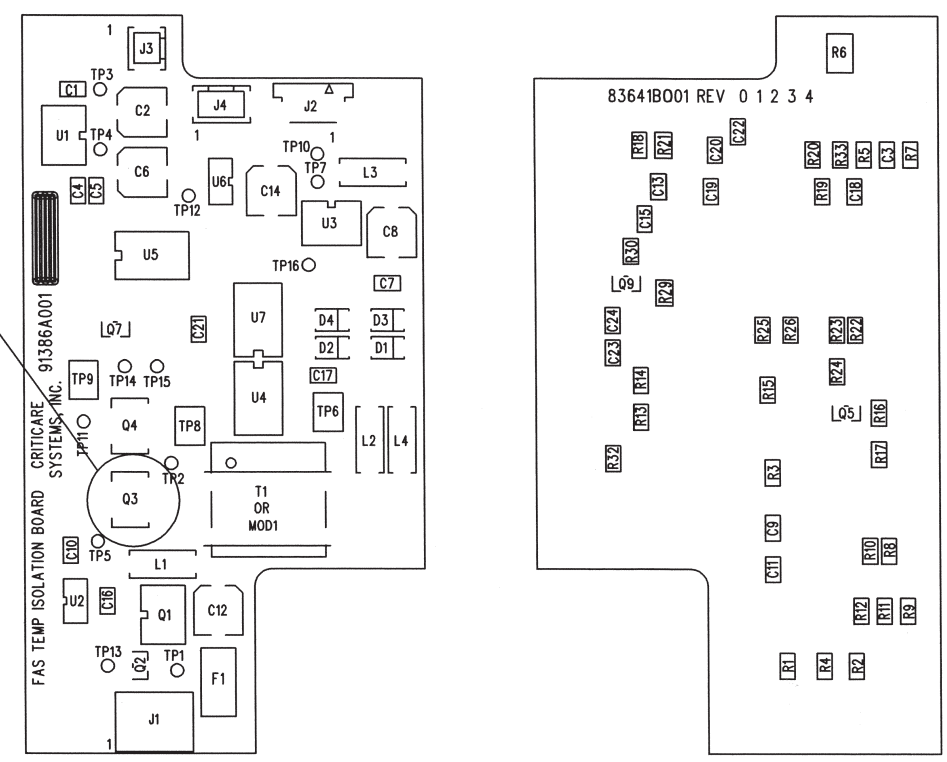 1
J3
TP3
C1
C2
J4
J2
U1
TP4
1
1
TP10
TP7
L3
C6
U6
C14
C4
C5
TP12
U3
C8
U5
TP16
C7
91386A001
Q7
C21
U7
D4
D3
D2
D1
TP9
TP14
TP15
C17
U4
TP6
CRITICARE
SYSTEMS, INC.
TP11
Q4
TP8
L2
L4
TP2
Q3
T1
OR
MOD1
FAS TEMP ISOLATION BOARD
C10
TP5
L1
U2
C16
Q1
C12
TP13
Q2
TP1
F1
J1
1
R6
83641B001 REV 0 1 2 3 4
R18
R21
C20
C22
R20
R33
R5
C3
R7
C13
C19
R19
C18
C15
R30
Q9
R29
C24
R25
R26
R23
R22
C23
R14
R15
R24
R13
Q5
R16
R32
R17
R3
C9
C11
R10
R8
R12
R11
R9
R1
R4
R2